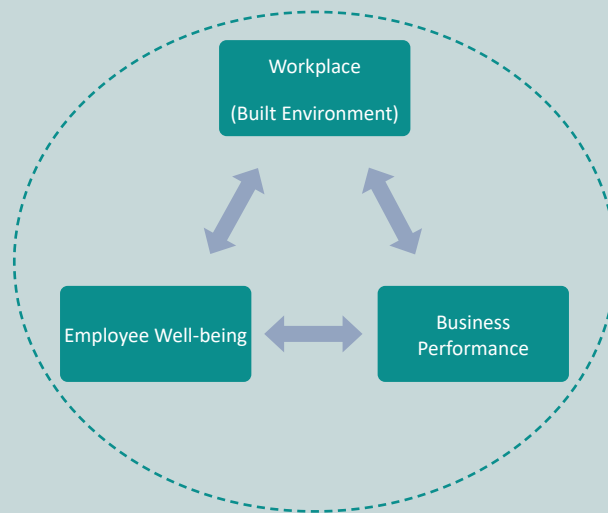 Workplace
(Built Environment)
Employee Well-being
Business
Performance